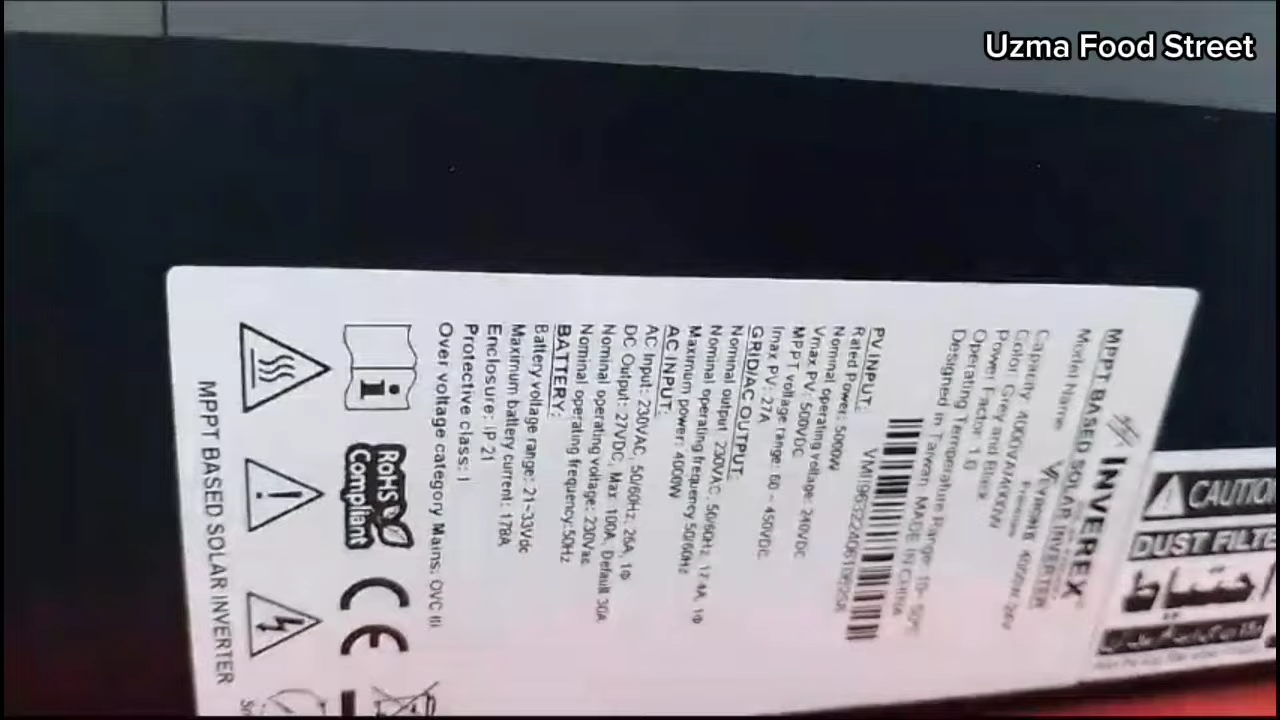 Uzma Food Street
INVEREX
MPPT BASED SOLAR INVERTER
Model Name
Capacity 4000VA/4000W
Color Grey and Black
Power Factor 1.0
Operating Temperature Range: 10~ 50°C
Designed in Taiwan MADE IN CHINA
PV INPUT:
Rated Power: 5000W
Nominal operating voltage: 240VDC
Vmax PV: 500VDC
MPPT voltage range: 60 ~ 450VDC
Imax PV: 27A
GRID/AC OUTPUT:
Nominal output 230VAC, 50/60Hz, 17.4A, 1Φ
Nominal operating frequency 50/60Hz
Maximum power: 4000W
AC INPUT:
AC Input: 230VAC, 50/60Hz, 26A, 1Φ
DC Output: 27VDC, Max. 100A, Default 30A
Nominal operating voltage: 230Vac
Nominal operating frequency:50Hz
BATTERY:
Battery voltage range: 21~33Vdc
Maximum battery current: 178A
Enclosure: IP 21
Protective class: I
Over voltage category Mains: OVC III
i
RoHS
Compliant
CE
MPPT BASED SOLAR INVERTER
CAUTIO
DUST FILTE
احتیاط